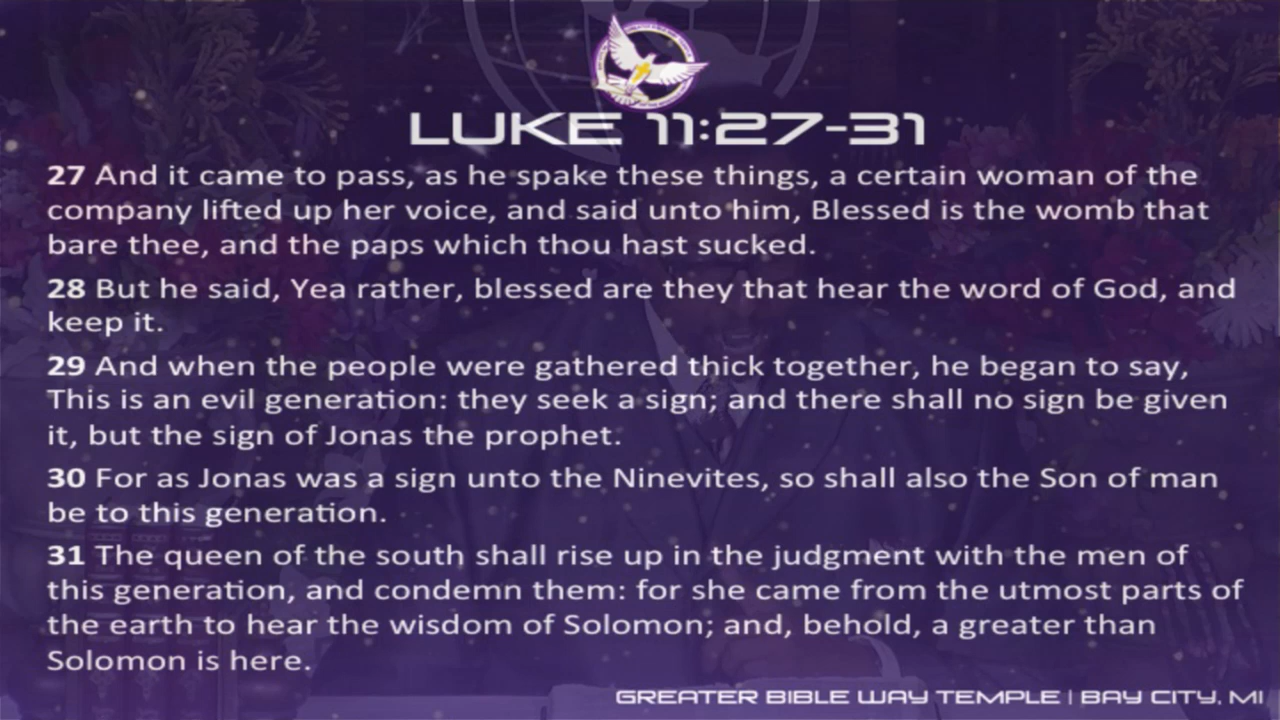 LUKE 11:27-31
27 And it came to pass, as he spake these things, a certain woman of the
company lifted up her voice, and said unto him, Blessed is the womb that
bare thee, and the paps which thou hast sucked.
28 But he said, Yea rather, blessed are they that hear the word of God, and
keep it.
29 And when the people were gathered thick together, he began to say,
This is an evil generation: they seek a sign; and there shall no sign be given
it, but the sign of Jonas the prophet.
30 For as Jonas was a sign unto the Ninevites, so shall also the Son of man
be to this generation.
31 The queen of the south shall rise up in the judgment with the men of
this generation, and condemn them: for she came from the utmost parts of
the earth to hear the wisdom of Solomon; and, behold, a greater than
Solomon is here.
GREATER BIBLE WAY TEMPLE | BAY CITY, MI